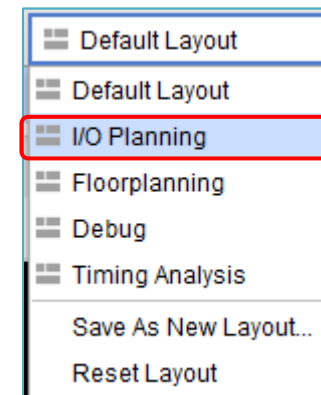 Default Layout
Default Layout
I/O Planning
Floorplanning
Debug
Timing Analysis
Save As New Layout...
Reset Layout